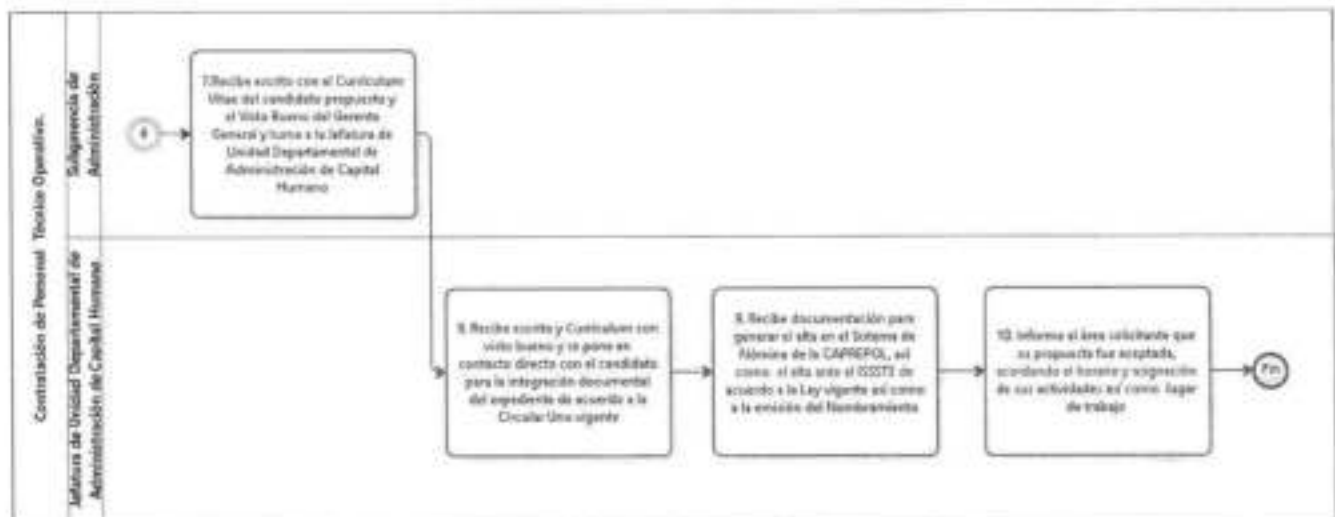 Contratación de Personal Técnico Operativo.
Subgerencia de
Administración
7.Recibe escrito con el Currículum
Vitae del candidato propuesto y
el Visto Bueno del Gerente
General y turna a la Jefatura de
Unidad Departamental de
Administración de Capital
Humano
Jefatura de Unidad Departamental de
Administración de Capital Humano
Recibe escrito y Currículum con
visto bueno y se pone en
contacto directo con el candidato
para la integración documental
del expediente de acuerdo a la
Circular Uno vigente
9. Recibe documentación para
generar el alta en el Sistema de
Nómina de la CAPREPOL, así
como el alta ante el ISSSTE de
acuerdo a la Ley vigente así como
a la emisión del Nombramiento
10. Informa al área solicitante que
su propuesta fue aceptada,
acordando el horario y asignación
de sus actividades así como lugar
de trabajo
Fin